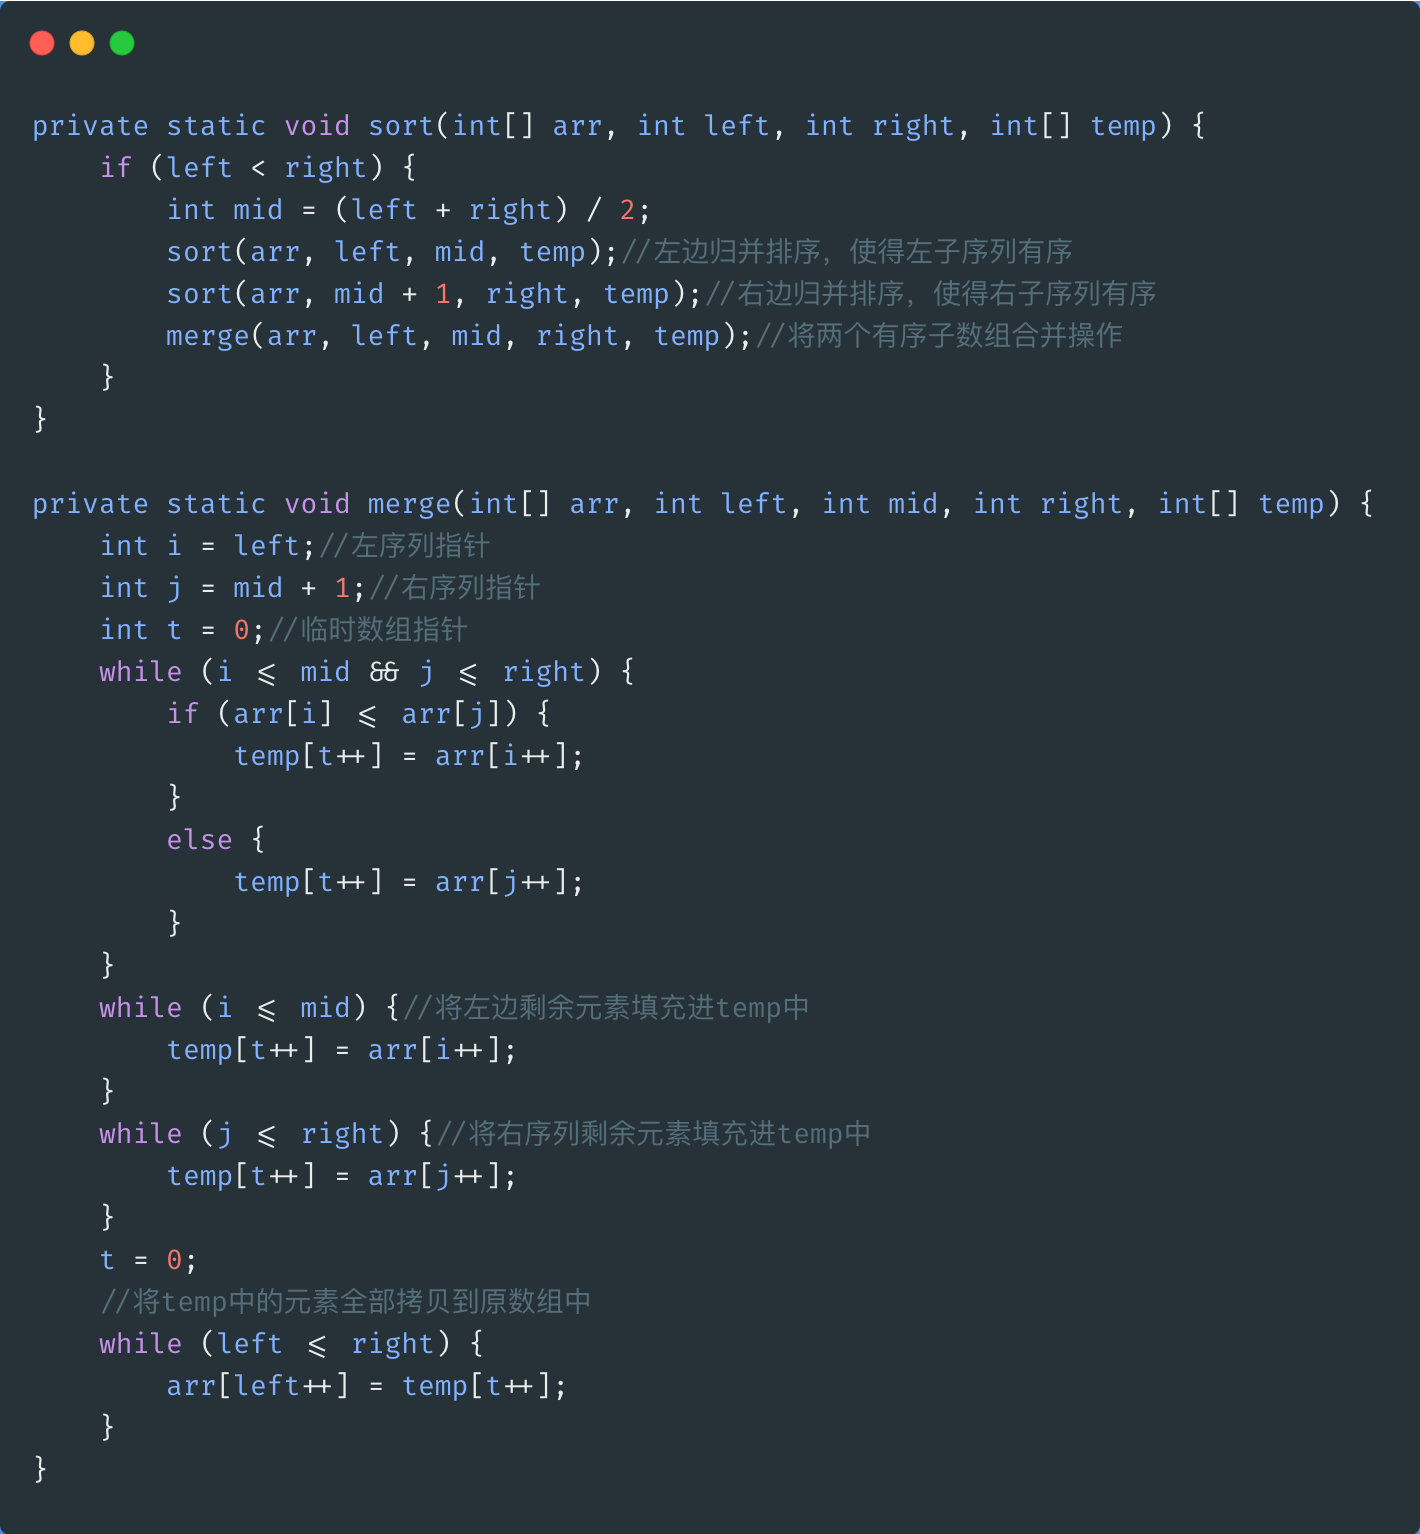 private static void sort(int[] arr, int left, int right, int[] temp) {
    if (left < right) {
        int mid = (left + right) / 2;
        sort(arr, left, mid, temp);//左边归并排序，使得左子序列有序
        sort(arr, mid + 1, right, temp);//右边归并排序，使得右子序列有序
        merge(arr, left, mid, right, temp);//将两个有序子数组合并操作
    }
}

private static void merge(int[] arr, int left, int mid, int right, int[] temp) {
    int i = left;//左序列指针
    int j = mid + 1;//右序列指针
    int t = 0;//临时数组指针
    while (i <= mid && j <= right) {
        if (arr[i] <= arr[j]) {
            temp[t++] = arr[i++];
        }
        else {
            temp[t++] = arr[j++];
        }
    }
    while (i <= mid) {//将左边剩余元素填充进temp中
        temp[t++] = arr[i++];
    }
    while (j <= right) {//将右序列剩余元素填充进temp中
        temp[t++] = arr[j++];
    }
    t = 0;
    //将temp中的元素全部拷贝到原数组中
    while (left <= right) {
        arr[left++] = temp[t++];
    }
}